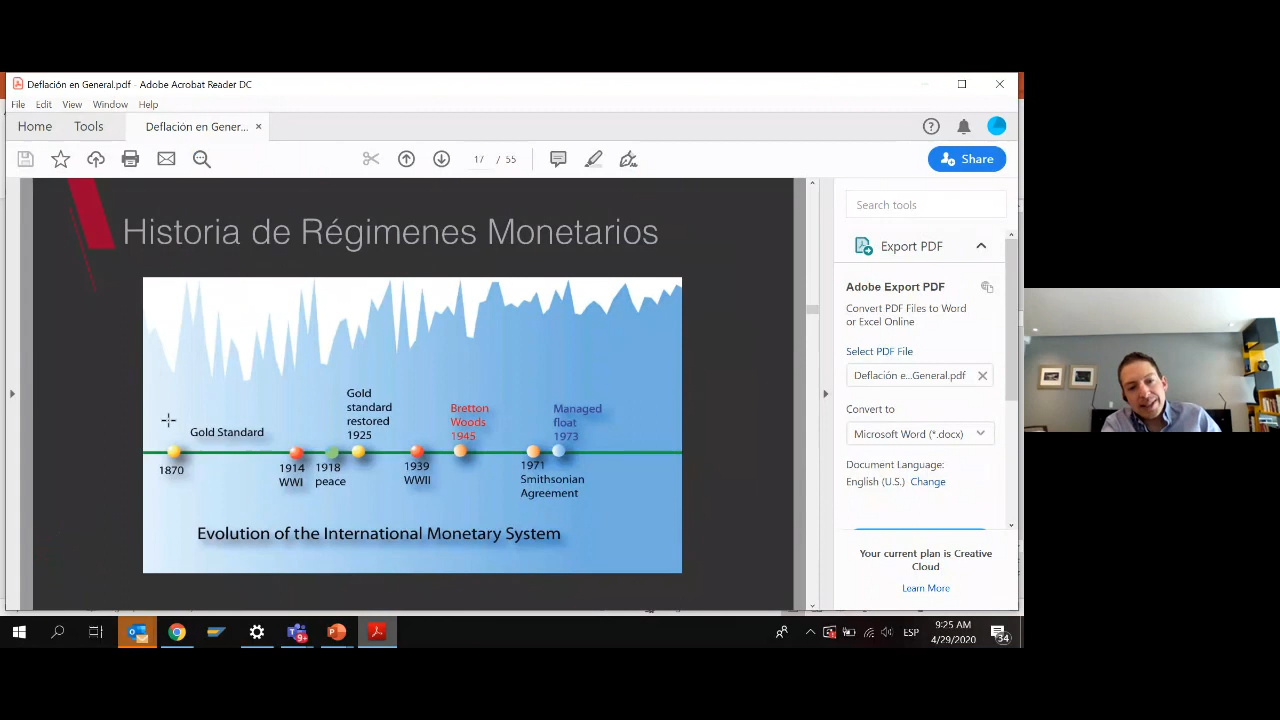 Deflación en General.pdf - Adobe Acrobat Reader DC
File Edit View Window Help
Home Tools Deflación en Gener... ×
17 / 55
Share
Historia de Régimenes Monetarios
Gold Standard
Gold
standard
restored
1925
Bretton
Woods
1945
Managed
float
1973
1870
1914
WWI
1918
peace
1939
WWII
1971
Smithsonian
Agreement
Evolution of the International Monetary System
Search tools
Export PDF
Adobe Export PDF
Convert PDF Files to Word
or Excel Online
Select PDF File
Deflación e...General.pdf
Convert to
Microsoft Word (*.docx)
Document Language:
English (U.S.) Change
Your current plan is Creative
Cloud
Learn More
9+
ESP
9:25 AM
4/29/2020
34